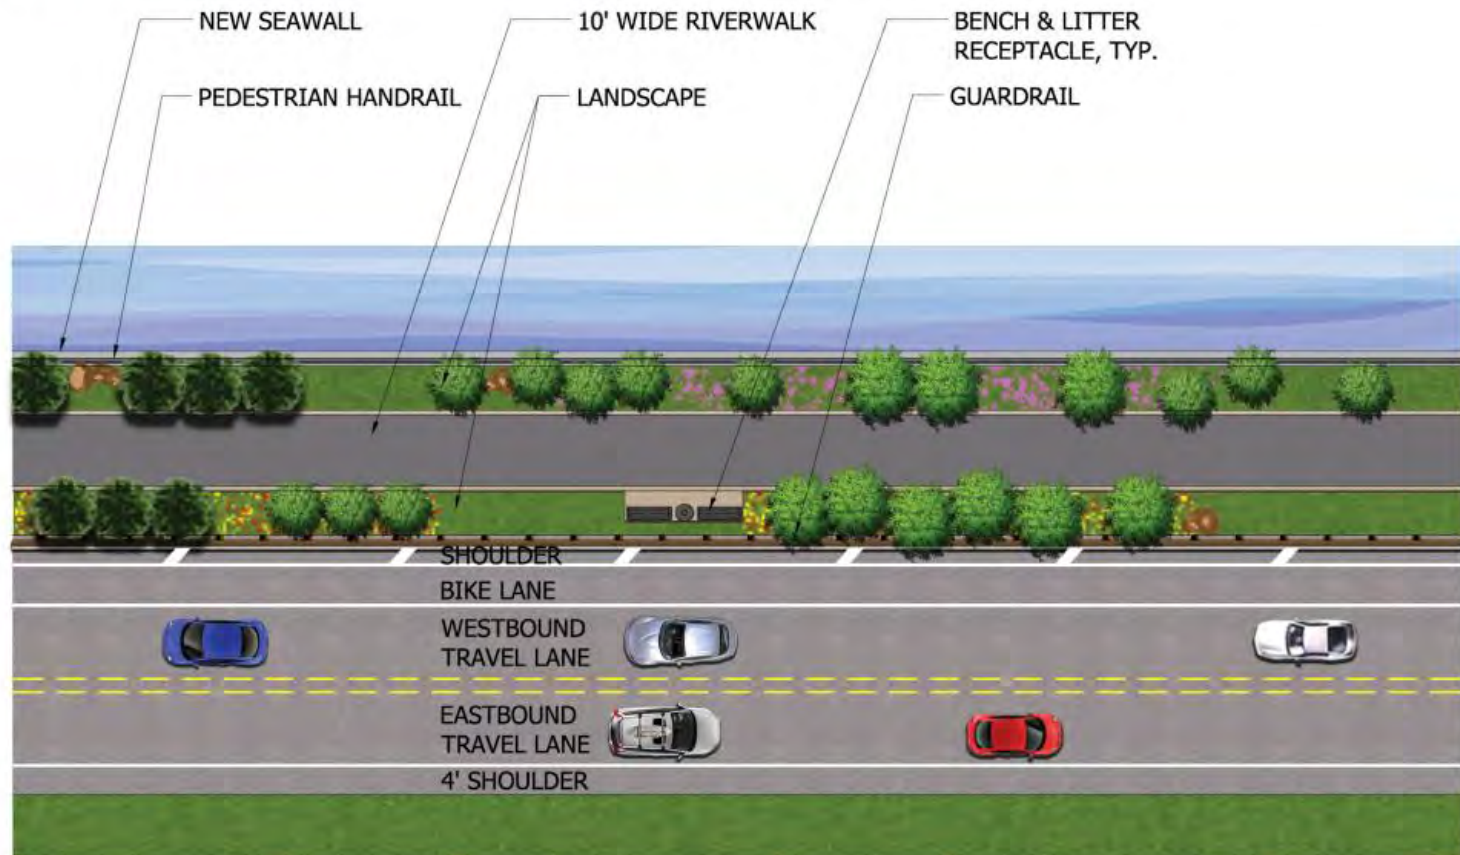 NEW SEAWALL
10' WIDE RIVERWALK
BENCH & LITTER
RECEPTACLE, TYP.
PEDESTRIAN HANDRAIL
LANDSCAPE
GUARDRAIL
SHOULDER
BIKE LANE
WESTBOUND
TRAVEL LANE
EASTBOUND
TRAVEL LANE
4' SHOULDER